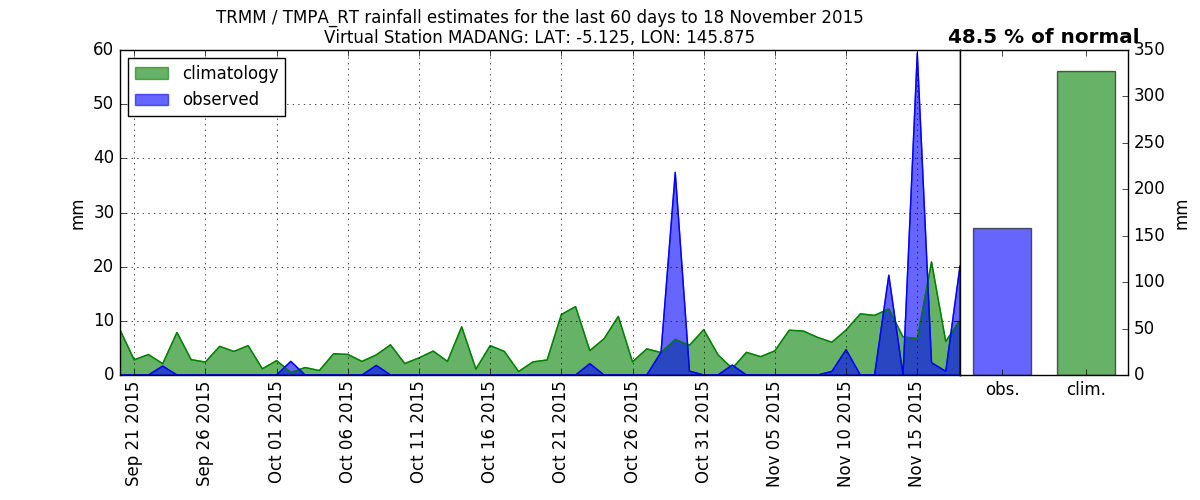 TRMM / TMPA_RT rainfall estimates for the last 60 days to 18 November 2015
Virtual Station MADANG: LAT: -5.125, LON: 145.875
48.5 % of normal
climatology
observed
60
50
40
30
20
10
0
mm
350
300
250
200
150
100
50
0
mm
Sep 21 2015
Sep 26 2015
Oct 01 2015
Oct 06 2015
Oct 11 2015
Oct 16 2015
Oct 21 2015
Oct 26 2015
Oct 31 2015
Nov 05 2015
Nov 10 2015
Nov 15 2015
obs.
clim.